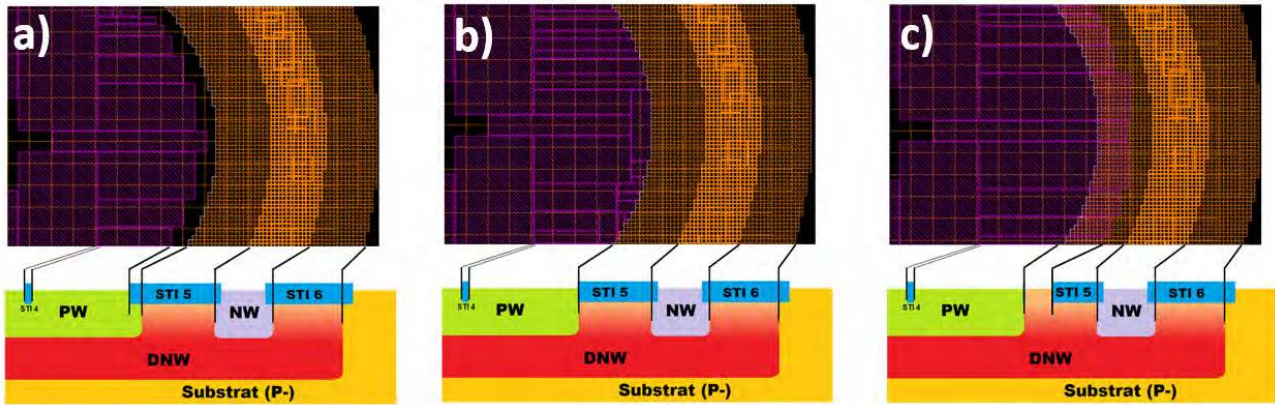 a)
STI 4
PW
STI 5
NW
STI 6
DNW
Substrat (P-)
b)
STI 4
PW
STI 5
NW
STI 6
DNW
Substrat (P-)
c)
STI 4
PW
STI 5
NW
STI 6
DNW
Substrat (P-)